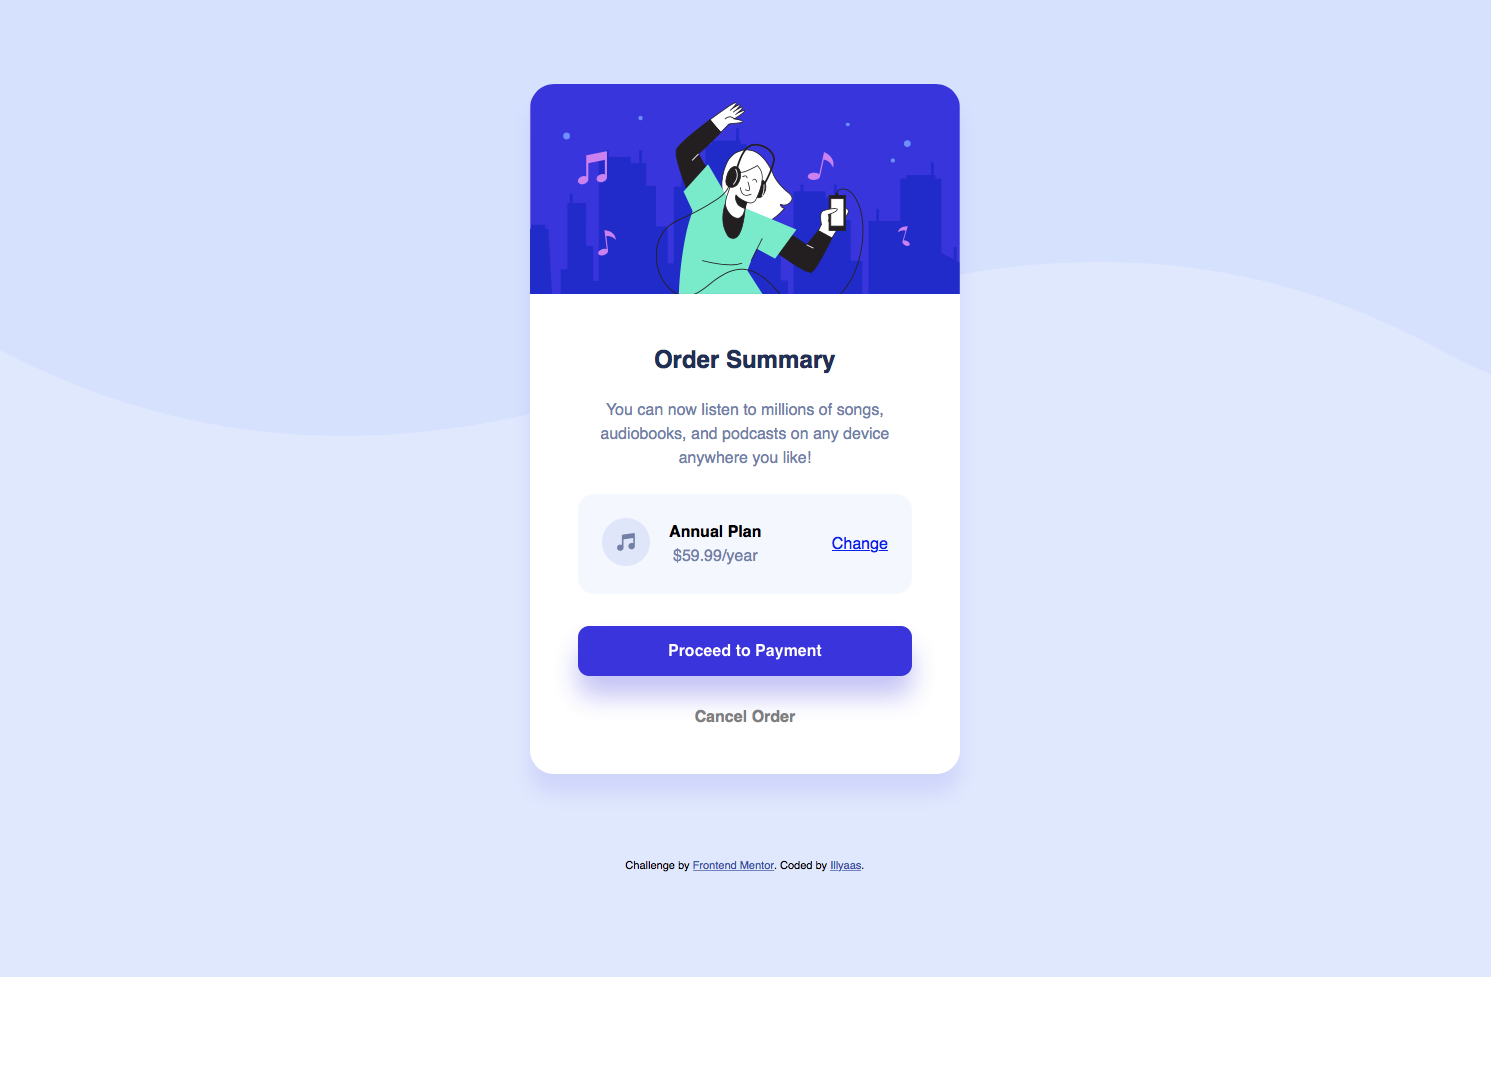 Order Summary
You can now listen to millions of songs,
audiobooks, and podcasts on any device
anywhere you like!
Annual Plan
$59.99/year
Change
Proceed to Payment
Cancel Order
Challenge by Frontend Mentor. Coded by Illyaas.